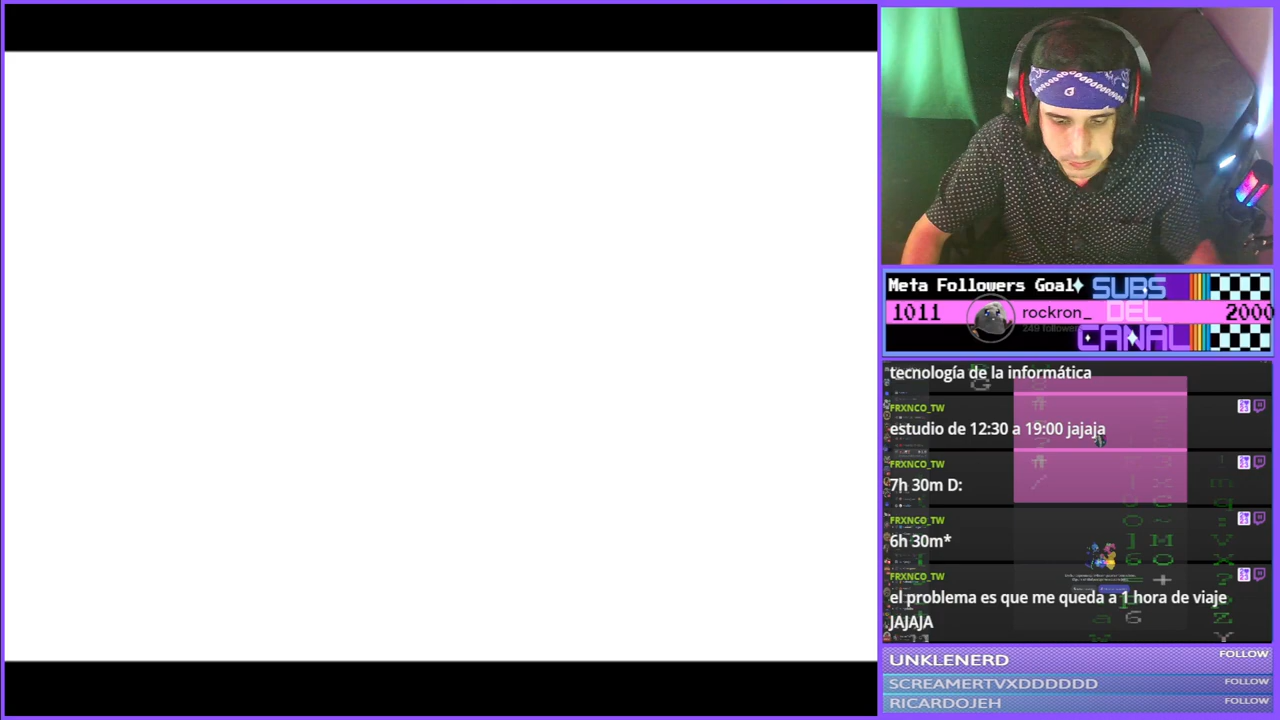 Meta Followers Goal
SUBS
DEL
CANAL
1011
rockron_
2000
249 followers
tecnología de la informática
FRXNCO_TW
estudio de 12:30 a 19:00 jajaja
FRXNCO_TW
7h 30m D:
FRXNCO_TW
6h 30m*
FRXNCO_TW
el problema es que me queda a 1 hora de viaje
JAJAJA
UNKLENERD
FOLLOW
SCREAMERTVXDDDDDD
FOLLOW
RICARDOJEH
FOLLOW